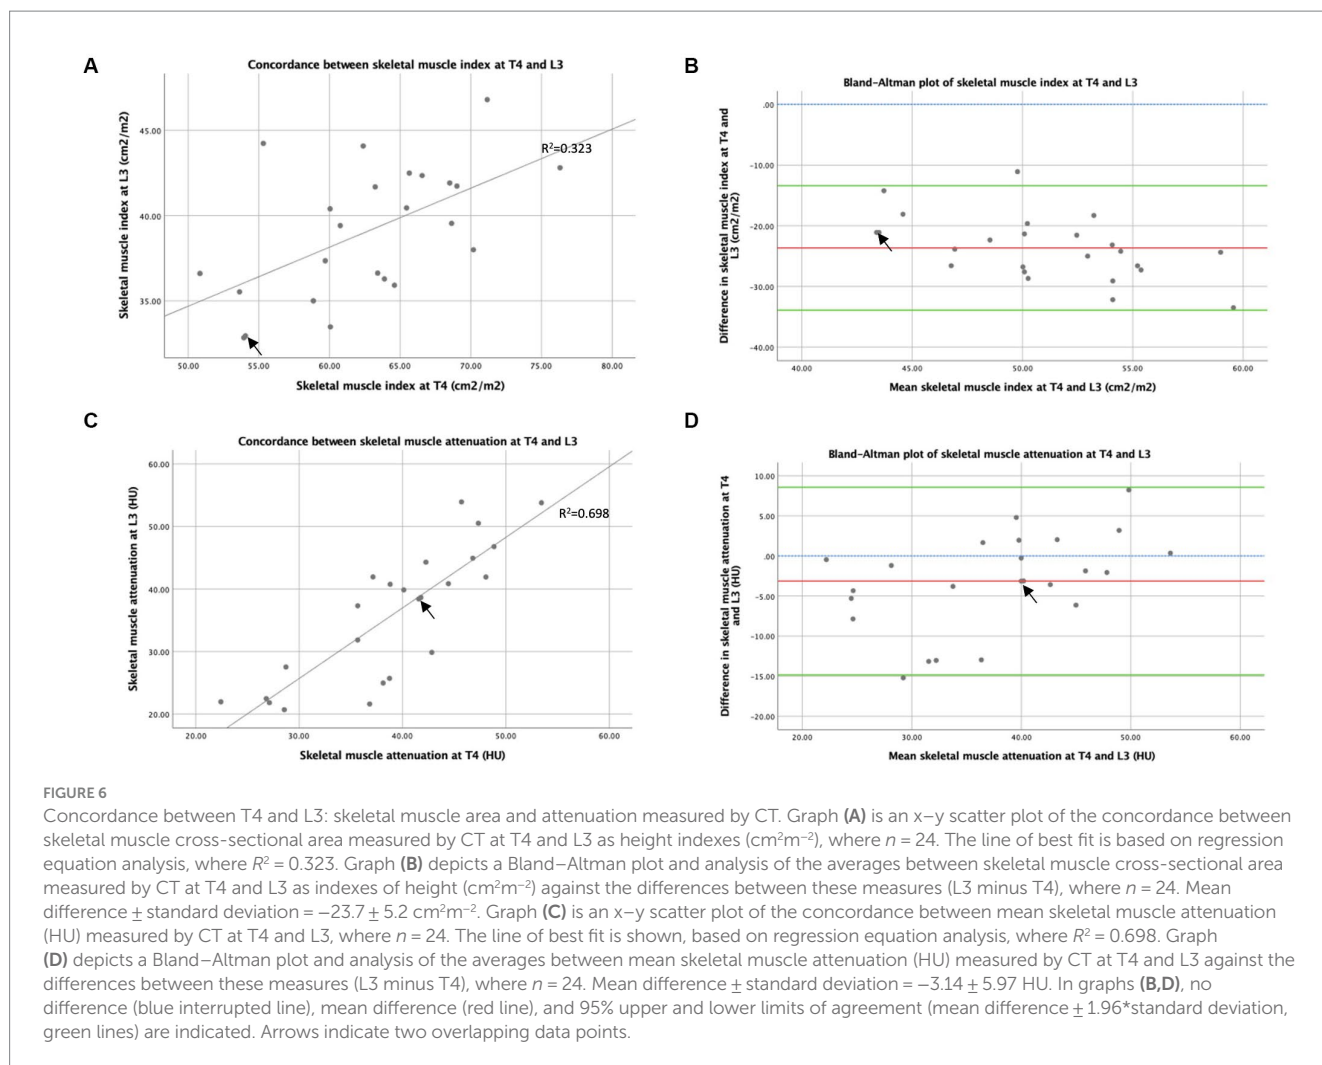 A
Concordance between skeletal muscle index at T4 and L3
Skeletal muscle index at L3 (cm2/m2)
45.00
40.00
35.00
R²=0.323
50.00 55.00 60.00 65.00 70.00 75.00 80.00
Skeletal muscle index at T4 (cm2/m2)
B
Bland-Altman plot of skeletal muscle index at T4 and L3
Difference in skeletal muscle index at T4 and
L3 (cm2/m2)
.00
-10.00
-20.00
-30.00
-40.00
40.00 45.00 50.00 55.00 60.00
Mean skeletal muscle index at T4 and L3 (cm2/m2)
C
Concordance between skeletal muscle attenuation at T4 and L3
Skeletal muscle attenuation at L3 (HU)
60.00
50.00
40.00
30.00
20.00
R²=0.698
20.00 30.00 40.00 50.00 60.00
Skeletal muscle attenuation at T4 (HU)
D
Bland-Altman plot of skeletal muscle attenuation at T4 and L3
Difference in skeletal muscle attenuation at T4
and L3 (HU)
10.00
5.00
.00
-5.00
-10.00
-15.00
-20.00
20.00 30.00 40.00 50.00 60.00
Mean skeletal muscle attenuation at T4 and L3 (HU)
FIGURE 6
Concordance between T4 and L3: skeletal muscle area and attenuation measured by CT. Graph (A) is an x–y scatter plot of the concordance between
skeletal muscle cross-sectional area measured by CT at T4 and L3 as height indexes (cm²m⁻²), where n = 24. The line of best fit is based on regression
equation analysis, where R² = 0.323. Graph (B) depicts a Bland–Altman plot and analysis of the averages between skeletal muscle cross-sectional area
measured by CT at T4 and L3 as indexes of height (cm²m⁻²) against the differences between these measures (L3 minus T4), where n = 24. Mean
difference ± standard deviation = −23.7 ± 5.2 cm²m⁻². Graph (C) is an x–y scatter plot of the concordance between mean skeletal muscle attenuation
(HU) measured by CT at T4 and L3, where n = 24. The line of best fit is shown, based on regression equation analysis, where R² = 0.698. Graph
(D) depicts a Bland–Altman plot and analysis of the averages between mean skeletal muscle attenuation (HU) measured by CT at T4 and L3 against the
differences between these measures (L3 minus T4), where n = 24. Mean difference ± standard deviation = −3.14 ± 5.97 HU. In graphs (B,D), no
difference (blue interrupted line), mean difference (red line), and 95% upper and lower limits of agreement (mean difference ± 1.96*standard deviation,
green lines) are indicated. Arrows indicate two overlapping data points.